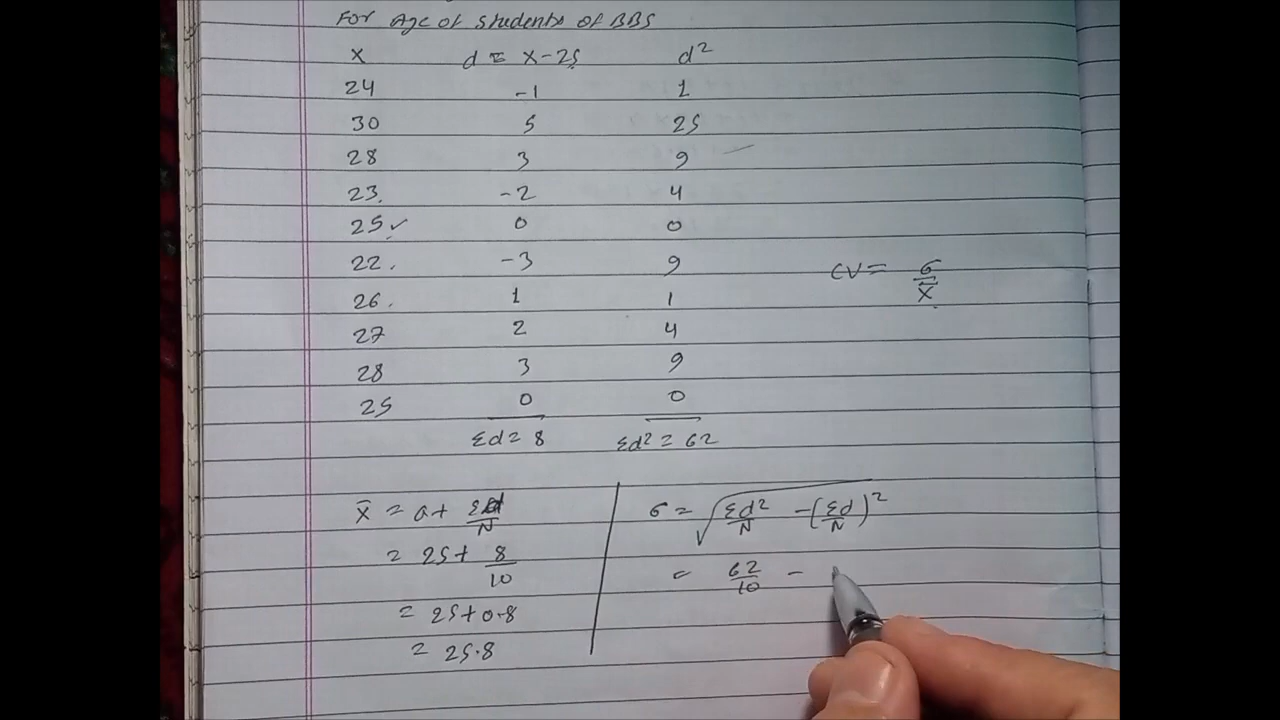 For Age of Students of BBS
X d = X-25 d²
24 -1 1
30 5 25
28 3 9
23. -2 4
25✓ 0 0
22. -3 9
26. 1 1
27 2 4
28 3 9
25 0 0
Σd = 8 Σd² = 62
CV = σ/X̄
X̄ = a + Σd/N
= 25 + 8/10
= 25 + 0.8
= 25.8
σ = √(Σd²/N - (Σd/N)²)
= 62/10 -